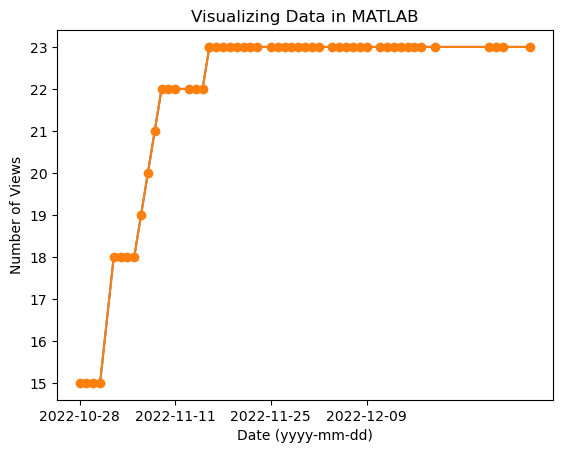 Visualizing Data in MATLAB
Number of Views
23
22
21
20
19
18
17
16
15
2022-10-28 2022-11-11 2022-11-25 2022-12-09
Date (yyyy-mm-dd)